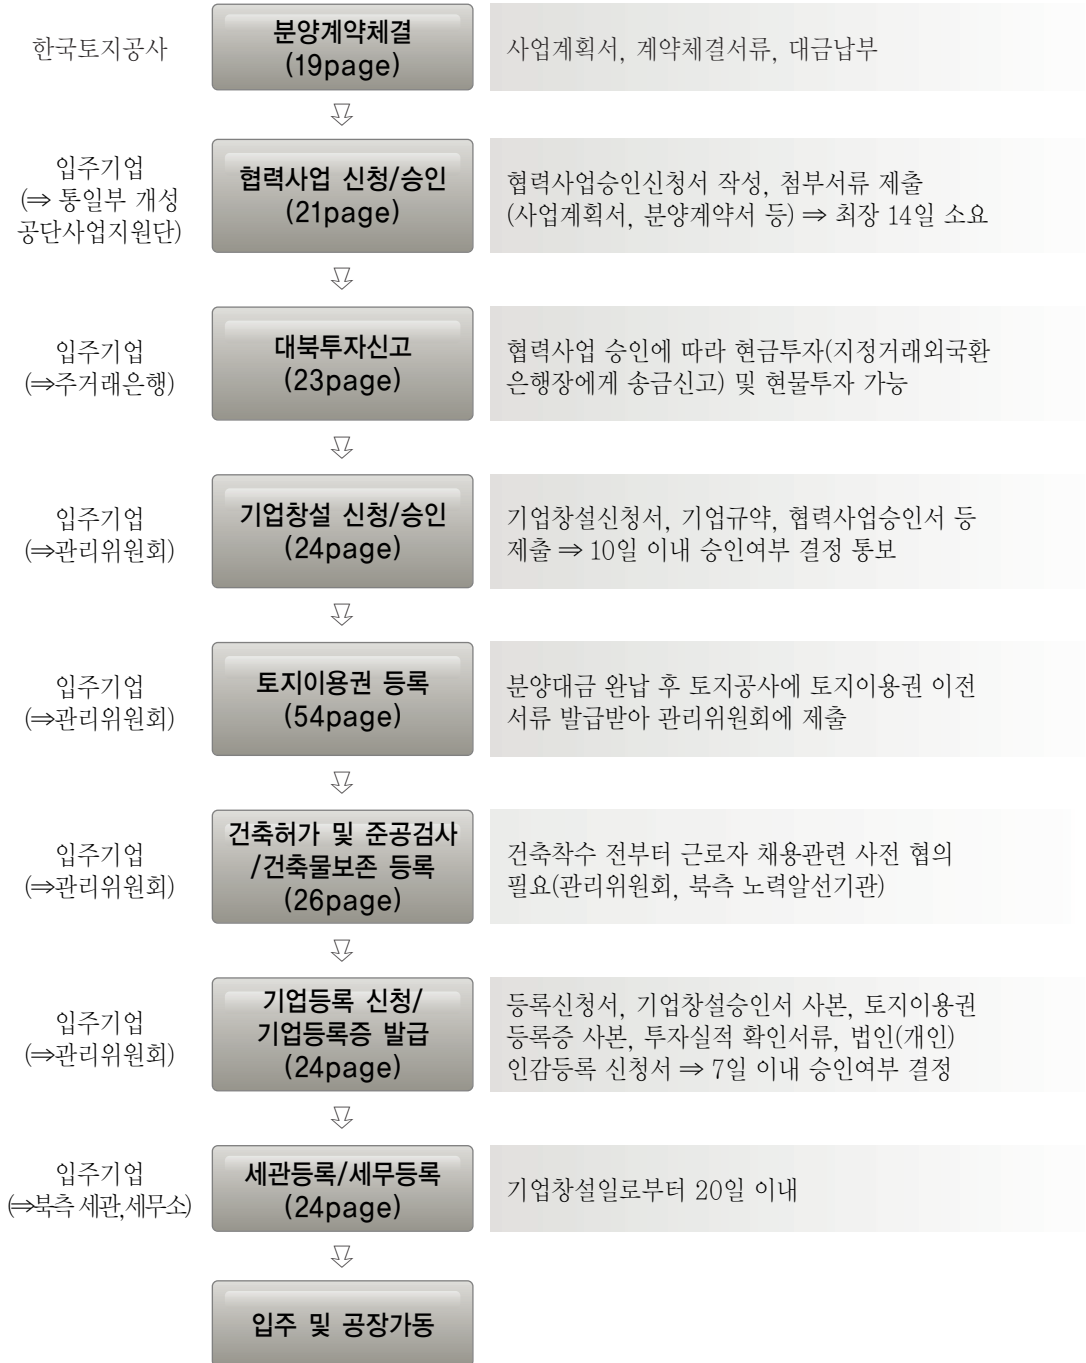 한국토지공사
분양계약체결
(19page)
사업계획서, 계약체결서류, 대금납부
입주기업
(⇒ 통일부 개성
공단사업지원단)
협력사업 신청/승인
(21page)
협력사업승인신청서 작성, 첨부서류 제출
(사업계획서, 분양계약서 등) ⇒ 최장 14일 소요
입주기업
(⇒주거래은행)
대북투자신고
(23page)
협력사업 승인에 따라 현금투자(지정거래외국환
은행장에게 송금신고) 및 현물투자 가능
입주기업
(⇒관리위원회)
기업창설 신청/승인
(24page)
기업창설신청서, 기업규약, 협력사업승인서 등
제출 ⇒ 10일 이내 승인여부 결정 통보
입주기업
(⇒관리위원회)
토지이용권 등록
(54page)
분양대금 완납 후 토지공사에 토지이용권 이전
서류 발급받아 관리위원회에 제출
입주기업
(⇒관리위원회)
건축허가 및 준공검사
/건축물보존 등록
(26page)
건축착수 전부터 근로자 채용관련 사전 협의
필요(관리위원회, 북측 노력알선기관)
입주기업
(⇒관리위원회)
기업등록 신청/
기업등록증 발급
(24page)
등록신청서, 기업창설승인서 사본, 토지이용권
등록증 사본, 투자실적 확인서류, 법인(개인)
인감등록 신청서 ⇒ 7일 이내 승인여부 결정
입주기업
(⇒북측 세관,세무소)
세관등록/세무등록
(24page)
기업창설일로부터 20일 이내
입주 및 공장가동